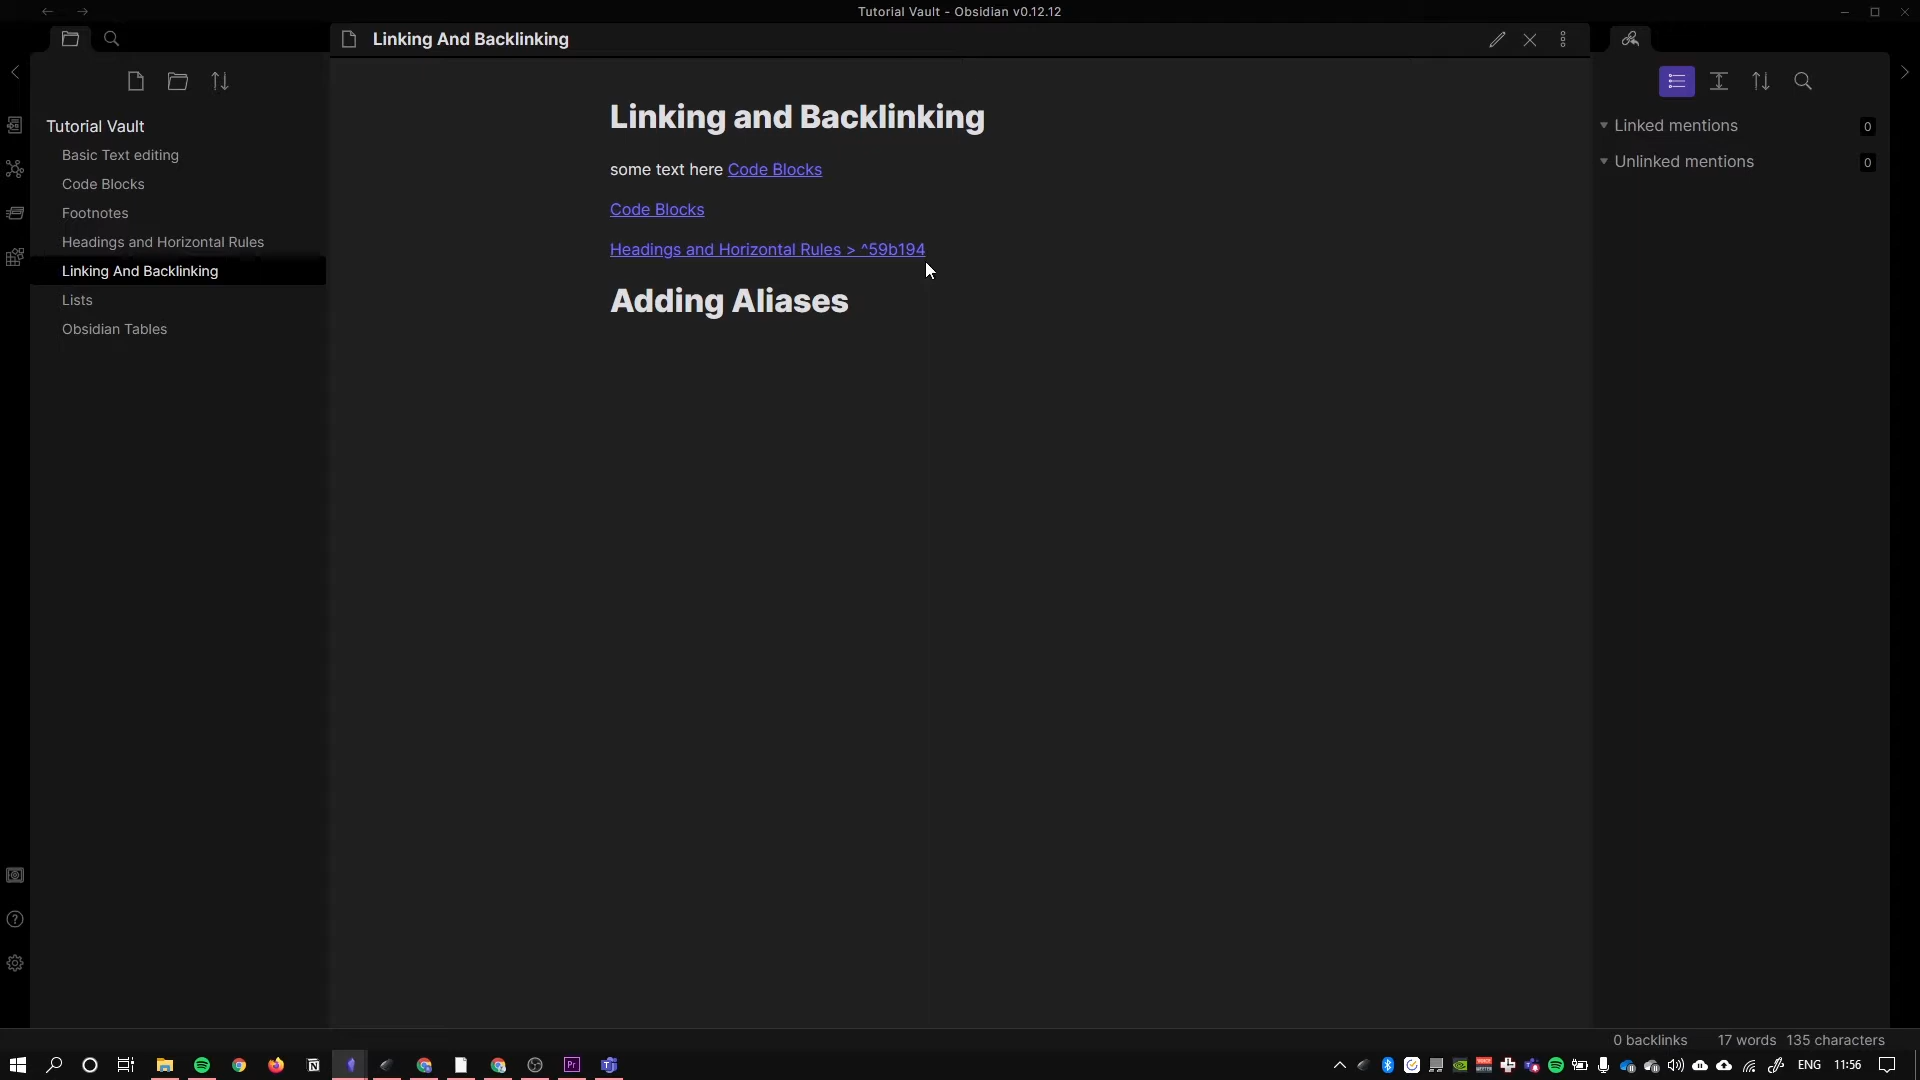 Tutorial Vault - Obsidian v0.12.12
Linking And Backlinking
Tutorial Vault
Basic Text editing
Code Blocks
Footnotes
Headings and Horizontal Rules
Linking And Backlinking
Lists
Obsidian Tables
Linking and Backlinking
some text here Code Blocks
Code Blocks
Headings and Horizontal Rules > ^59b194
Adding Aliases
Linked mentions 0
Unlinked mentions 0
0 backlinks 17 words 135 characters
Pr
ENG 11:56